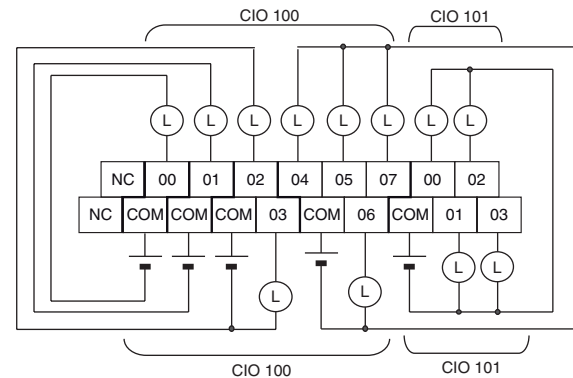 CIO 100 CIO 101
L L L L L L L L
NC 00 01 02 04 05 07 00 02
NC COM COM COM 03 COM 06 COM 01 03
L L L L
CIO 100 CIO 101